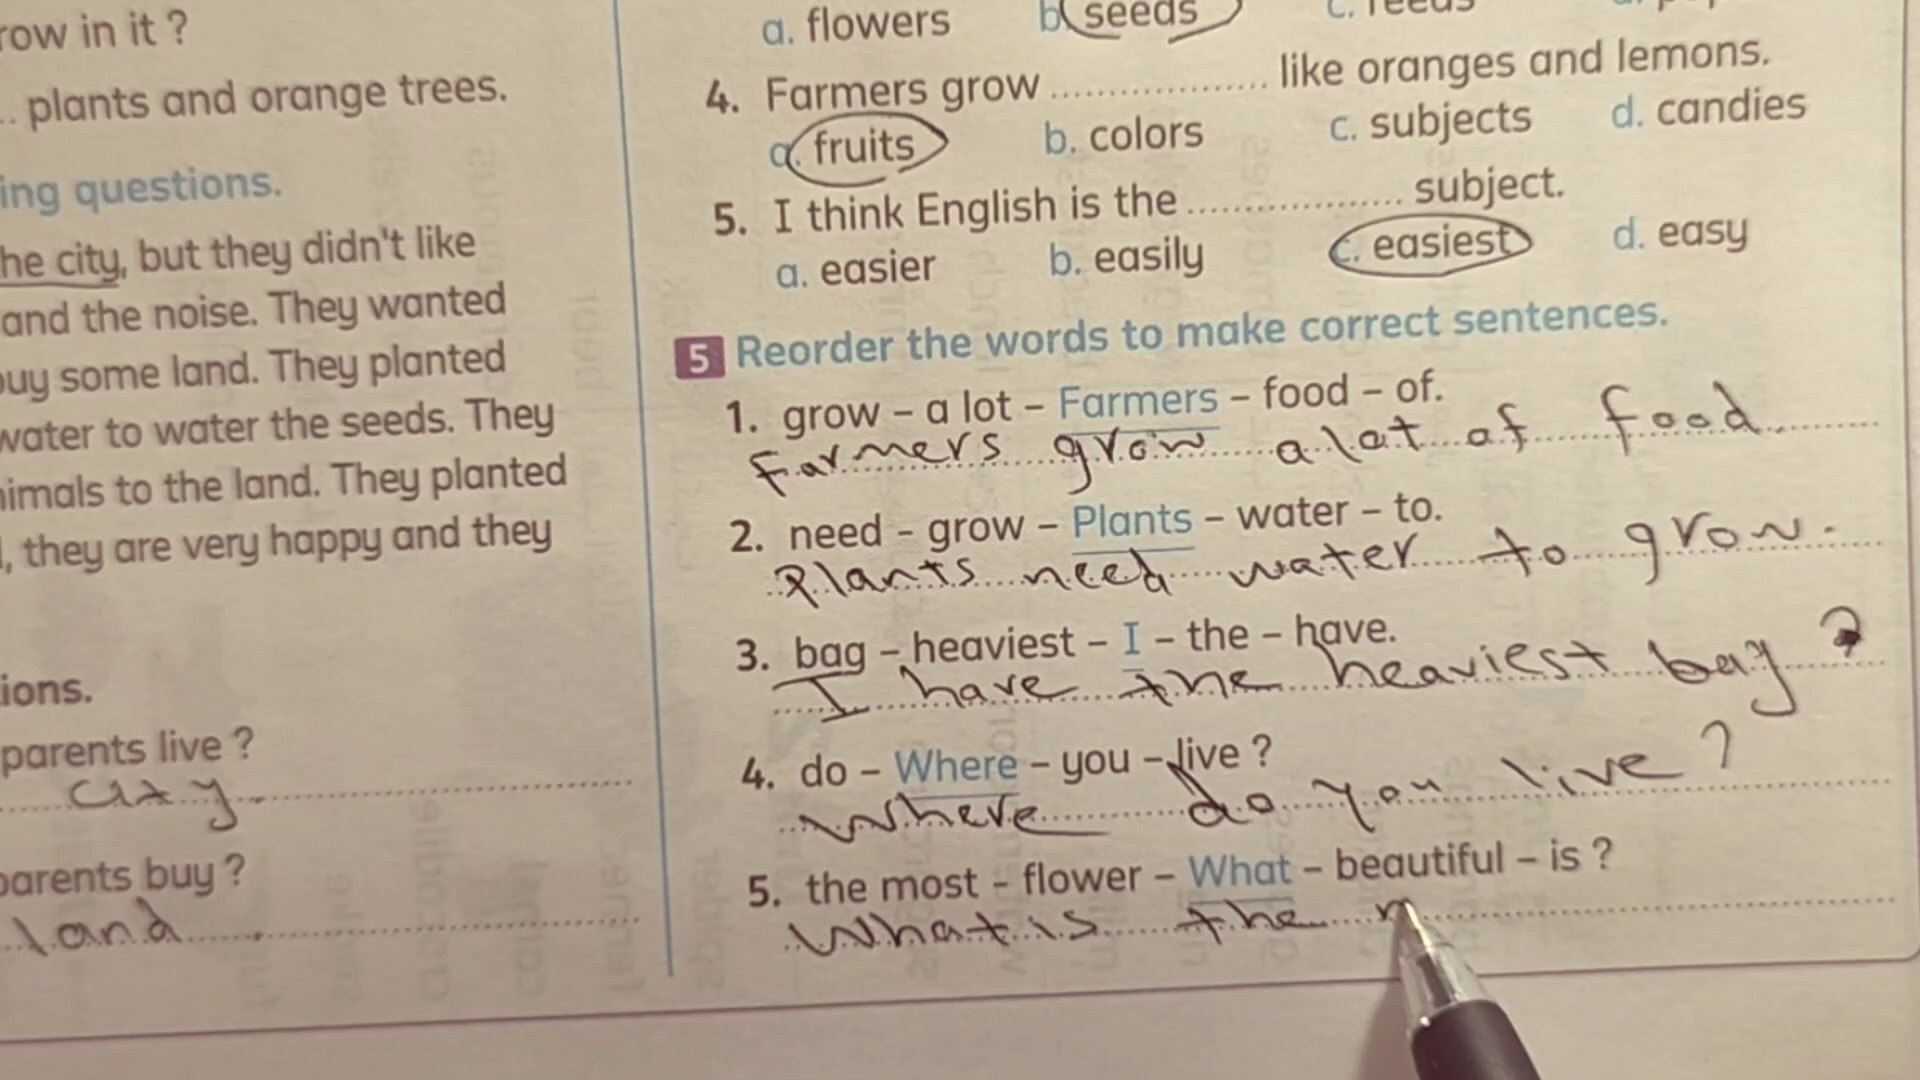 row in it ?
.. plants and orange trees.
ing questions.
he city, but they didn't like
and the noise. They wanted
buy some land. They planted
water to water the seeds. They
nimals to the land. They planted
, they are very happy and they
ions.
parents live ?
city.
parents buy ?
land .
a. flowers b. seeds c.
4. Farmers grow .................. like oranges and lemons.
a. fruits b. colors c. subjects d. candies
5. I think English is the .................. subject.
a. easier b. easily c. easiest d. easy
5 Reorder the words to make correct sentences.
1. grow – a lot – Farmers – food – of.
Farmers grow a lot of food.
2. need – grow – Plants – water – to.
Plants need water to grow.
3. bag – heaviest – I – the – have.
I have the heaviest bag ?
4. do – Where – you – live ?
Where do you live ?
5. the most – flower – What – beautiful – is ?
What is the m